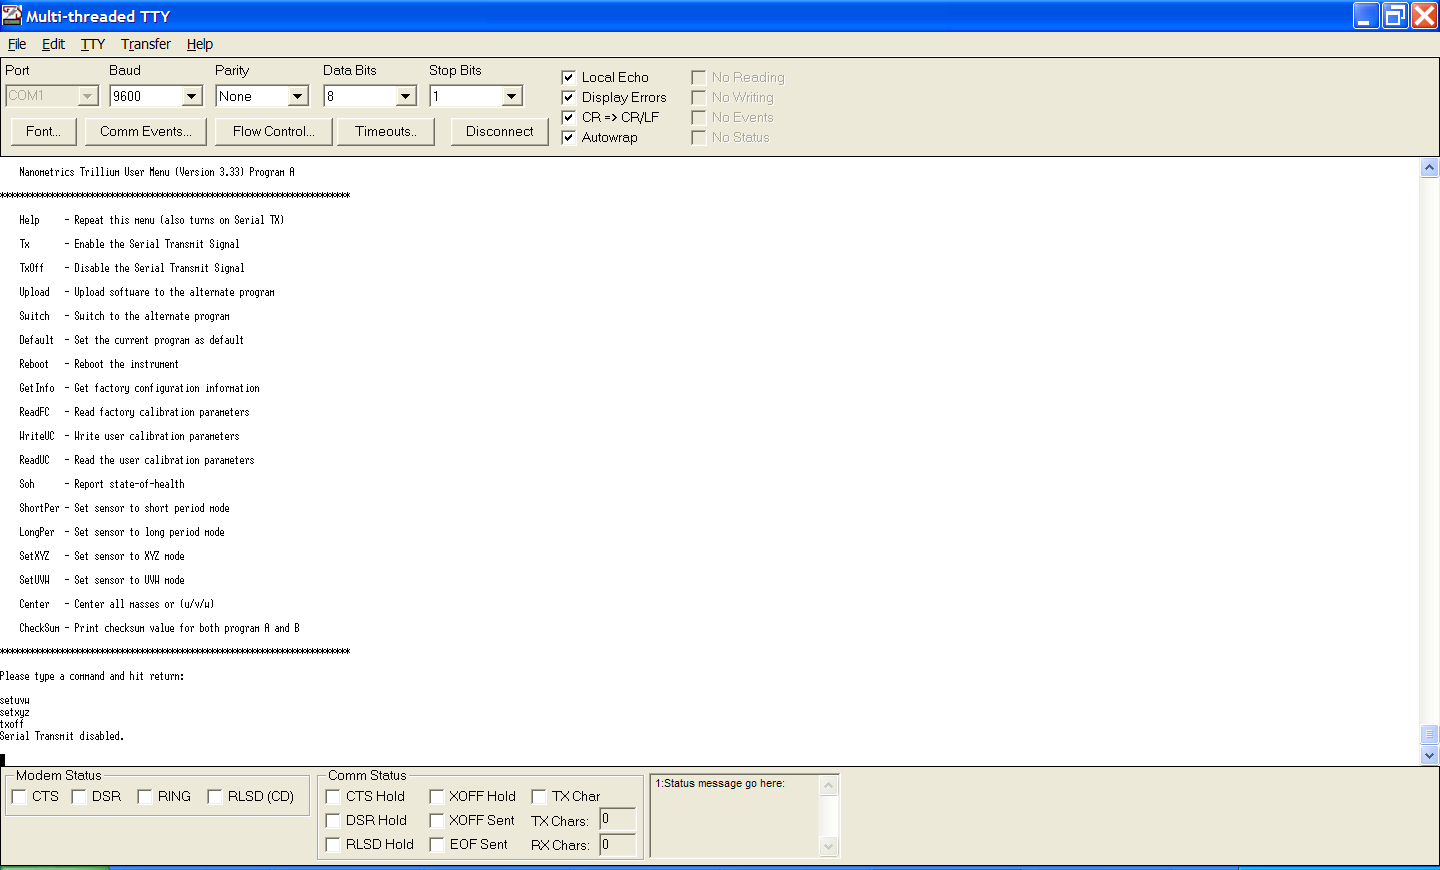 Multi-threaded TTY
File Edit TTY Transfer Help
Port Baud Parity Data Bits Stop Bits
COM1 9600 None 8 1
Font... Comm Events... Flow Control... Timeouts.. Disconnect
Local Echo No Reading
Display Errors No Writing
CR => CR/LF No Events
Autowrap No Status
Nanometrics Trillium User Menu (Version 3.33) Program A
**********************************************************************
Help - Repeat this menu (also turns on Serial TX)
Tx - Enable the Serial Transmit Signal
TxOff - Disable the Serial Transmit Signal
Upload - Upload software to the alternate program
Switch - Switch to the alternate program
Default - Set the current program as default
Reboot - Reboot the instrument
GetInfo - Get factory configuration information
ReadFC - Read factory calibration parameters
WriteUC - Write user calibration parameters
ReadUC - Read the user calibration parameters
Soh - Report state-of-health
ShortPer - Set sensor to short period mode
LongPer - Set sensor to long period mode
SetXYZ - Set sensor to XYZ mode
SetUVW - Set sensor to UVW mode
Center - Center all masses or (u/v/w)
CheckSum - Print checksum value for both program A and B
**********************************************************************
Please type a command and hit return:
setuvw
setxyz
txoff
Serial Transmit disabled.
Modem Status
CTS DSR RING RLSD (CD)
Comm Status
CTS Hold XOFF Hold TX Char
DSR Hold XOFF Sent TX Chars: 0
RLSD Hold EOF Sent RX Chars: 0
1:Status message go here: